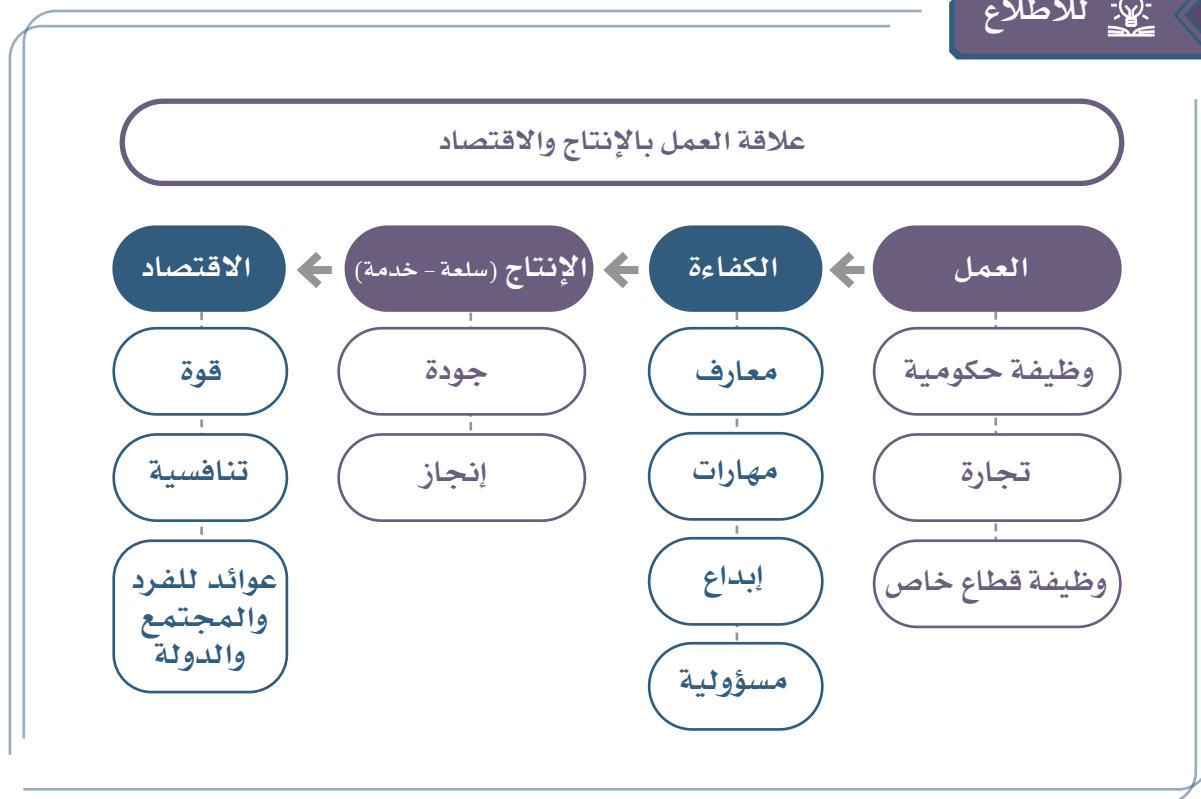 للاطلاع
علاقة العمل بالإنتاج والاقتصاد
العمل
وظيفة حكومية
تجارة
وظيفة قطاع خاص
الكفاءة
معارف
مهارات
إبداع
مسؤولية
الإنتاج (سلعة - خدمة)
جودة
إنجاز
الاقتصاد
قوة
تنافسية
عوائد للفرد
والمجتمع
والدولة